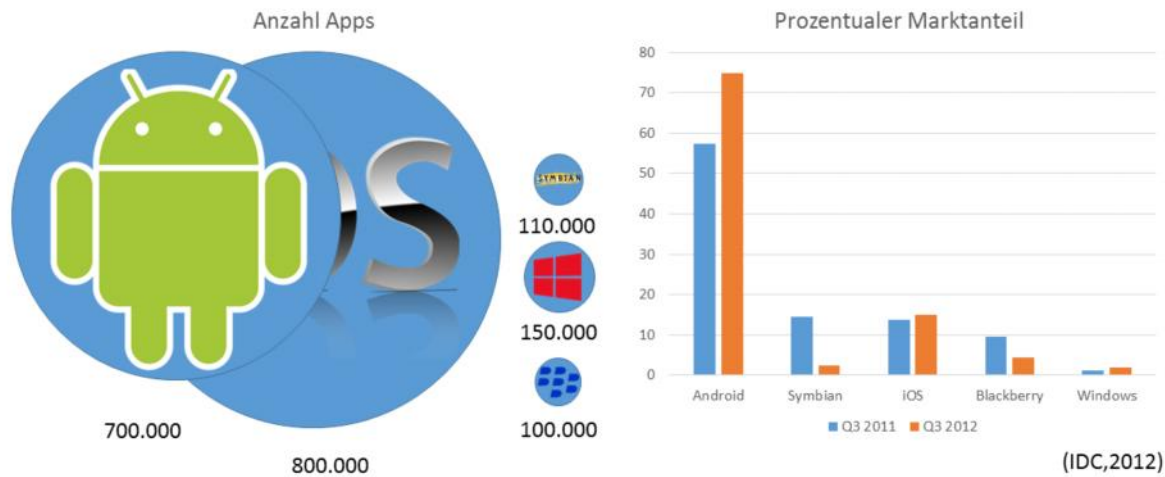 Anzahl Apps
OS
SYMBIAN
110.000
150.000
100.000
700.000
800.000
Prozentualer Marktanteil
80
70
60
50
40
30
20
10
0
Android Symbian iOS Blackberry Windows
Q3 2011 Q3 2012
(IDC,2012)